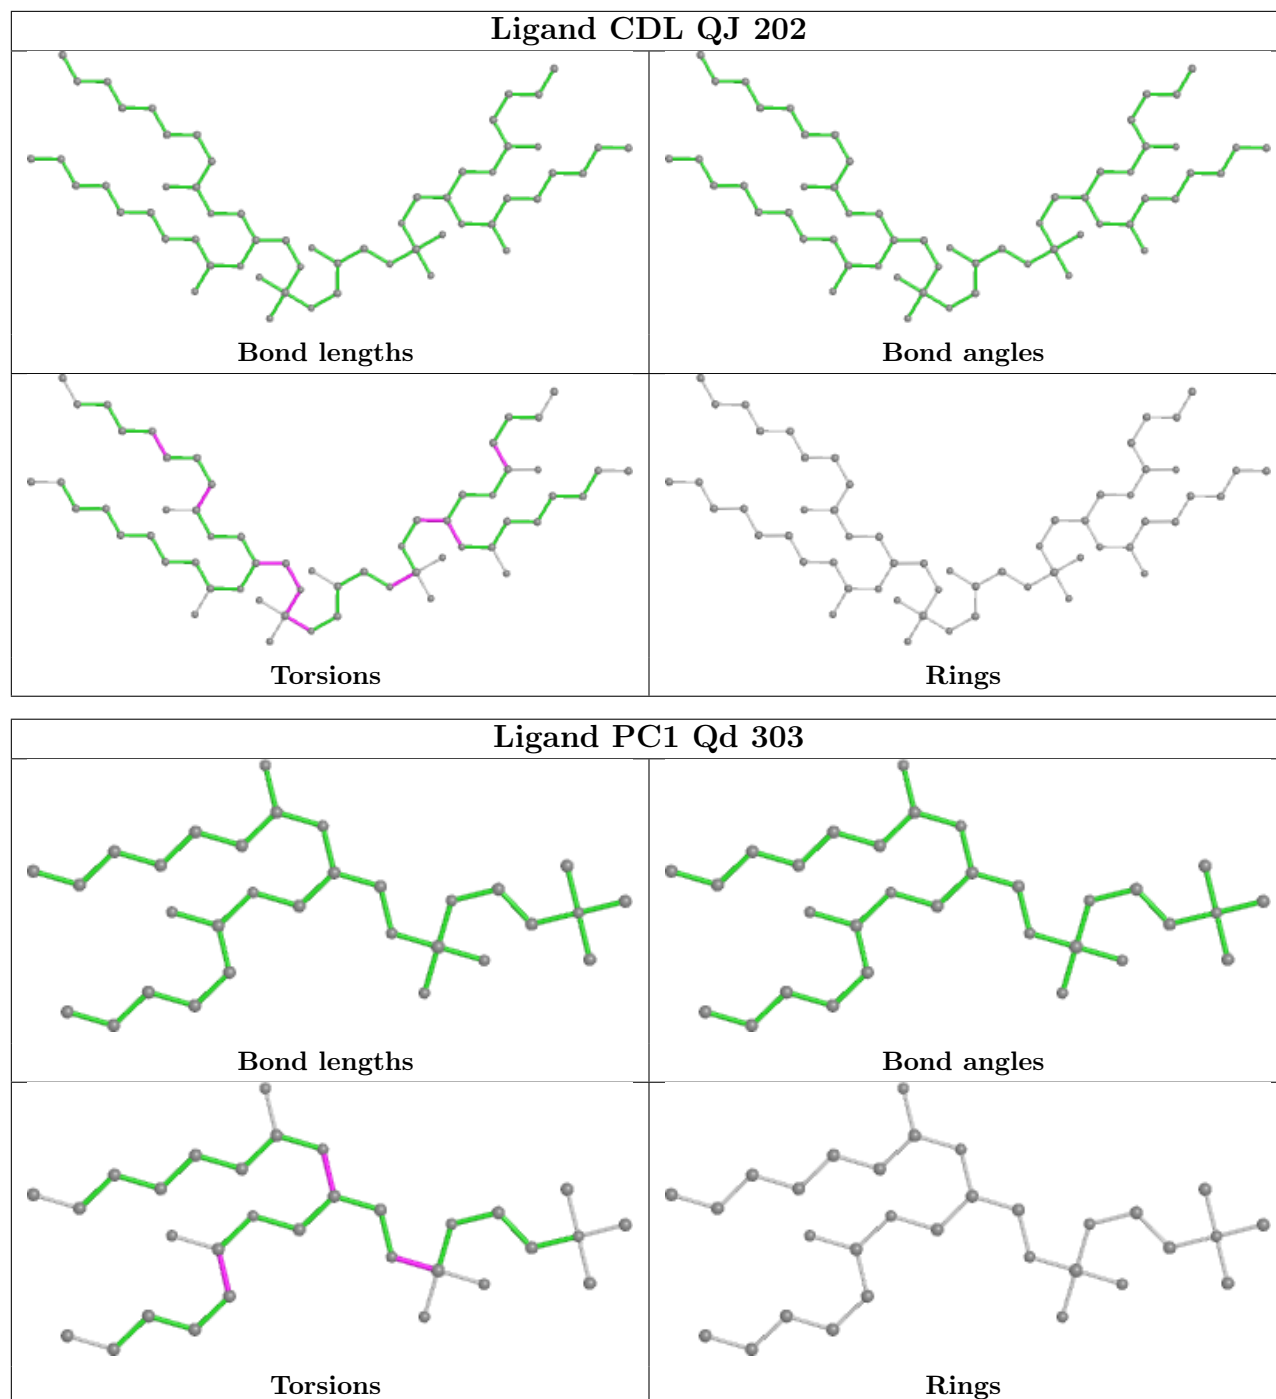 Ligand CDL QJ 202
Bond lengths
Bond angles
Torsions
Rings
Ligand PC1 Qd 303
Bond lengths
Bond angles
Torsions
Rings